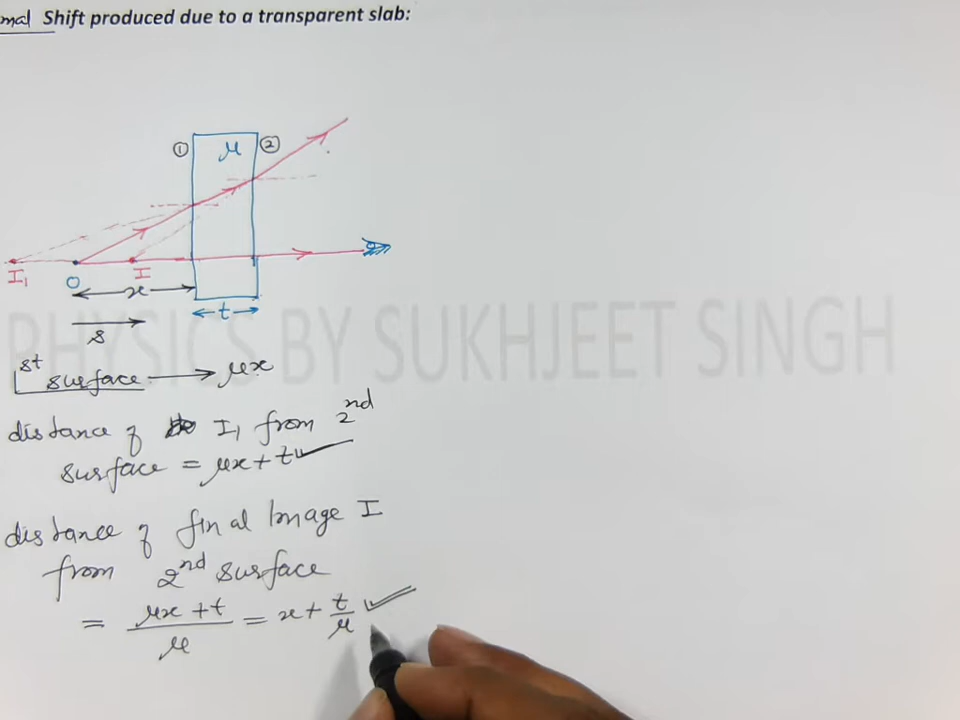 mal Shift produced due to a transparent slab:
① μ ②
I₁ O I
x
t
s
PHYSICS BY SUKHJEET SINGH
1st surface → μx
distance of I₁ from 2nd
surface = μx + t ✓
distance of final Image I
from 2nd surface
= μx + t / μ = x + t/μ ✓